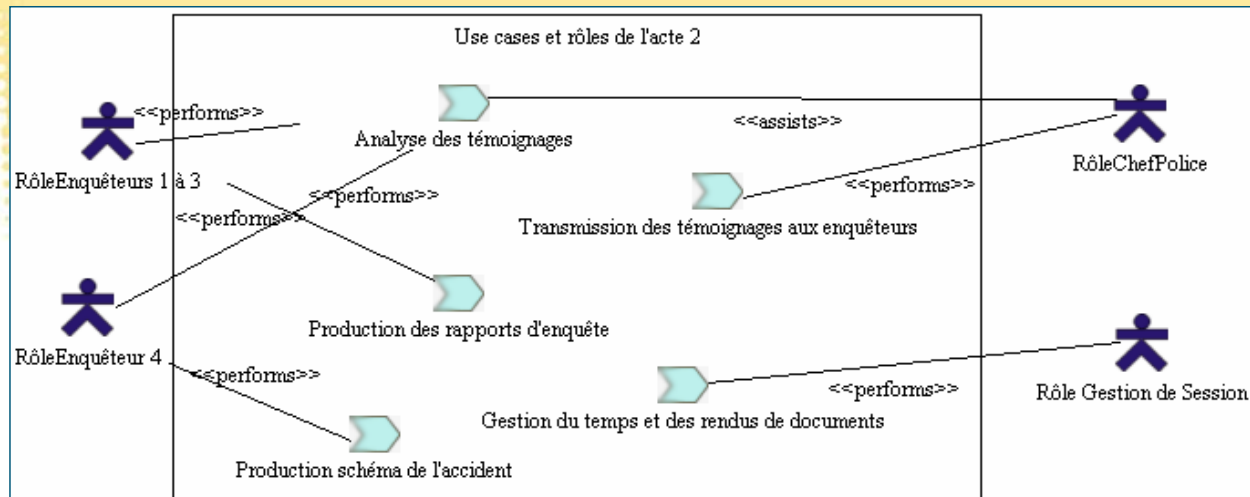 Use cases et rôles de l'acte 2
<<performs>>
Analyse des témoignages
<<assists>>
RôleChefPolice
RôleEnquêteurs 1 à 3
<<performs>>
<<performs>>
<<performs>>
Transmission des témoignages aux enquêteurs
Production des rapports d'enquête
RôleEnquêteur 4
<<performs>>
<<performs>>
Rôle Gestion de Session
Gestion du temps et des rendus de documents
Production schéma de l'accident